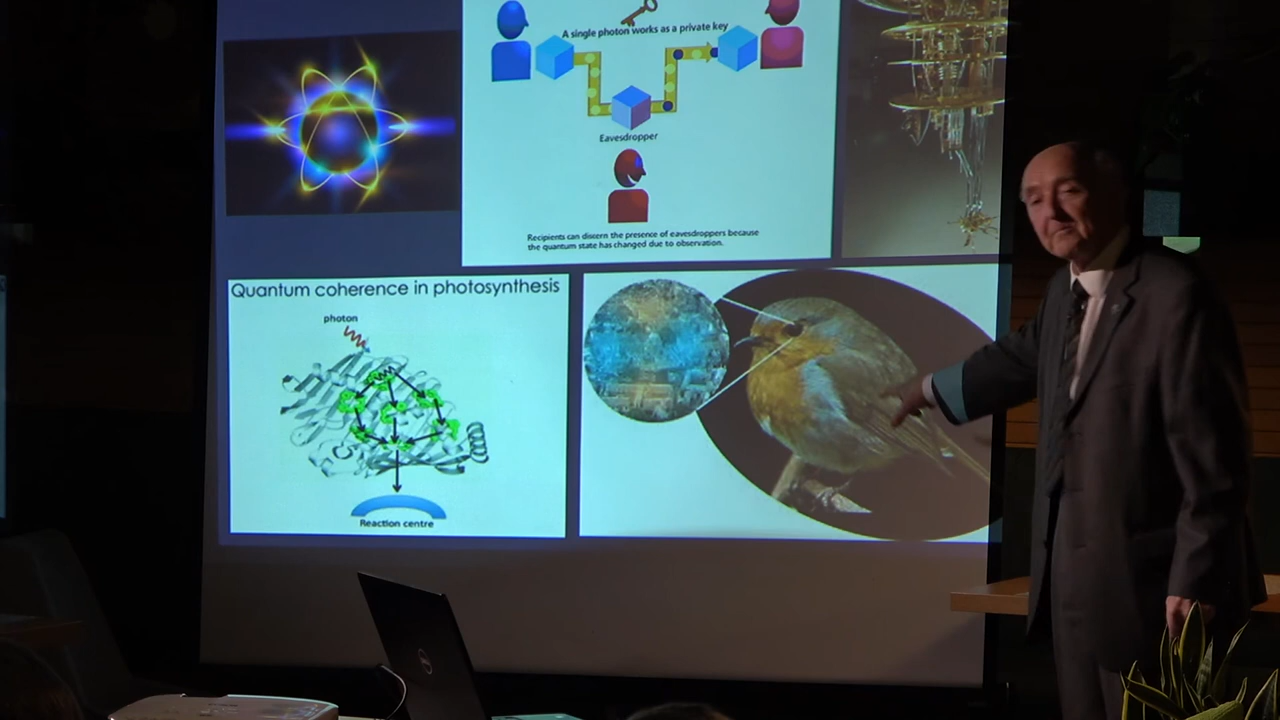 A single photon works as a private key
Eavesdropper
Recipients can discern the presence of eavesdroppers because
the quantum state has changed due to observation.
Quantum coherence in photosynthesis
photon
Reaction centre
DELL